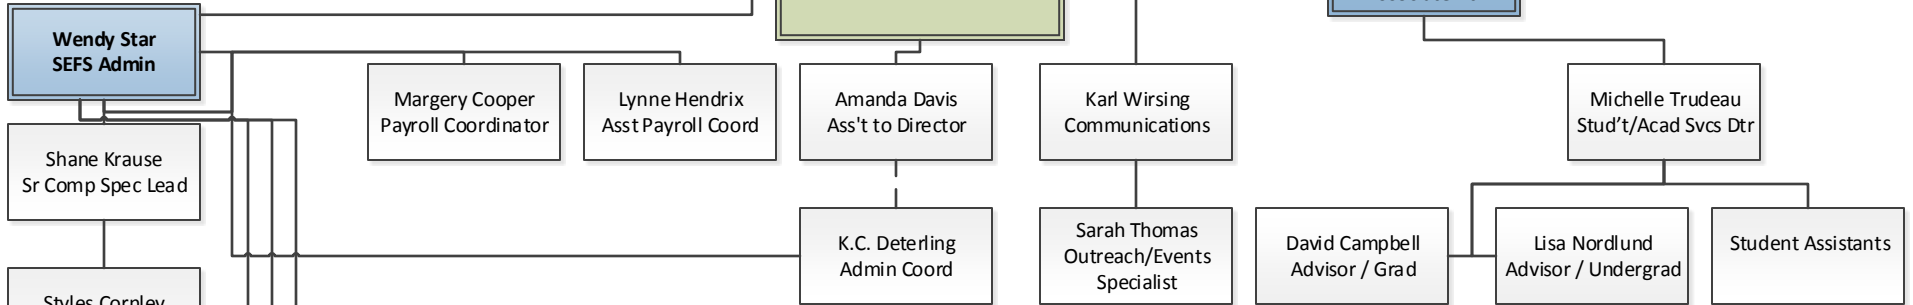 Wendy Star
SEFS Admin
Margery Cooper
Payroll Coordinator
Lynne Hendrix
Asst Payroll Coord
Amanda Davis
Ass't to Director
Karl Wirsing
Communications
Michelle Trudeau
Stud’t/Acad Svcs Dtr
Shane Krause
Sr Comp Spec Lead
K.C. Deterling
Admin Coord
Sarah Thomas
Outreach/Events
Specialist
David Campbell
Advisor / Grad
Lisa Nordlund
Advisor / Undergrad
Student Assistants
Styles Cornley